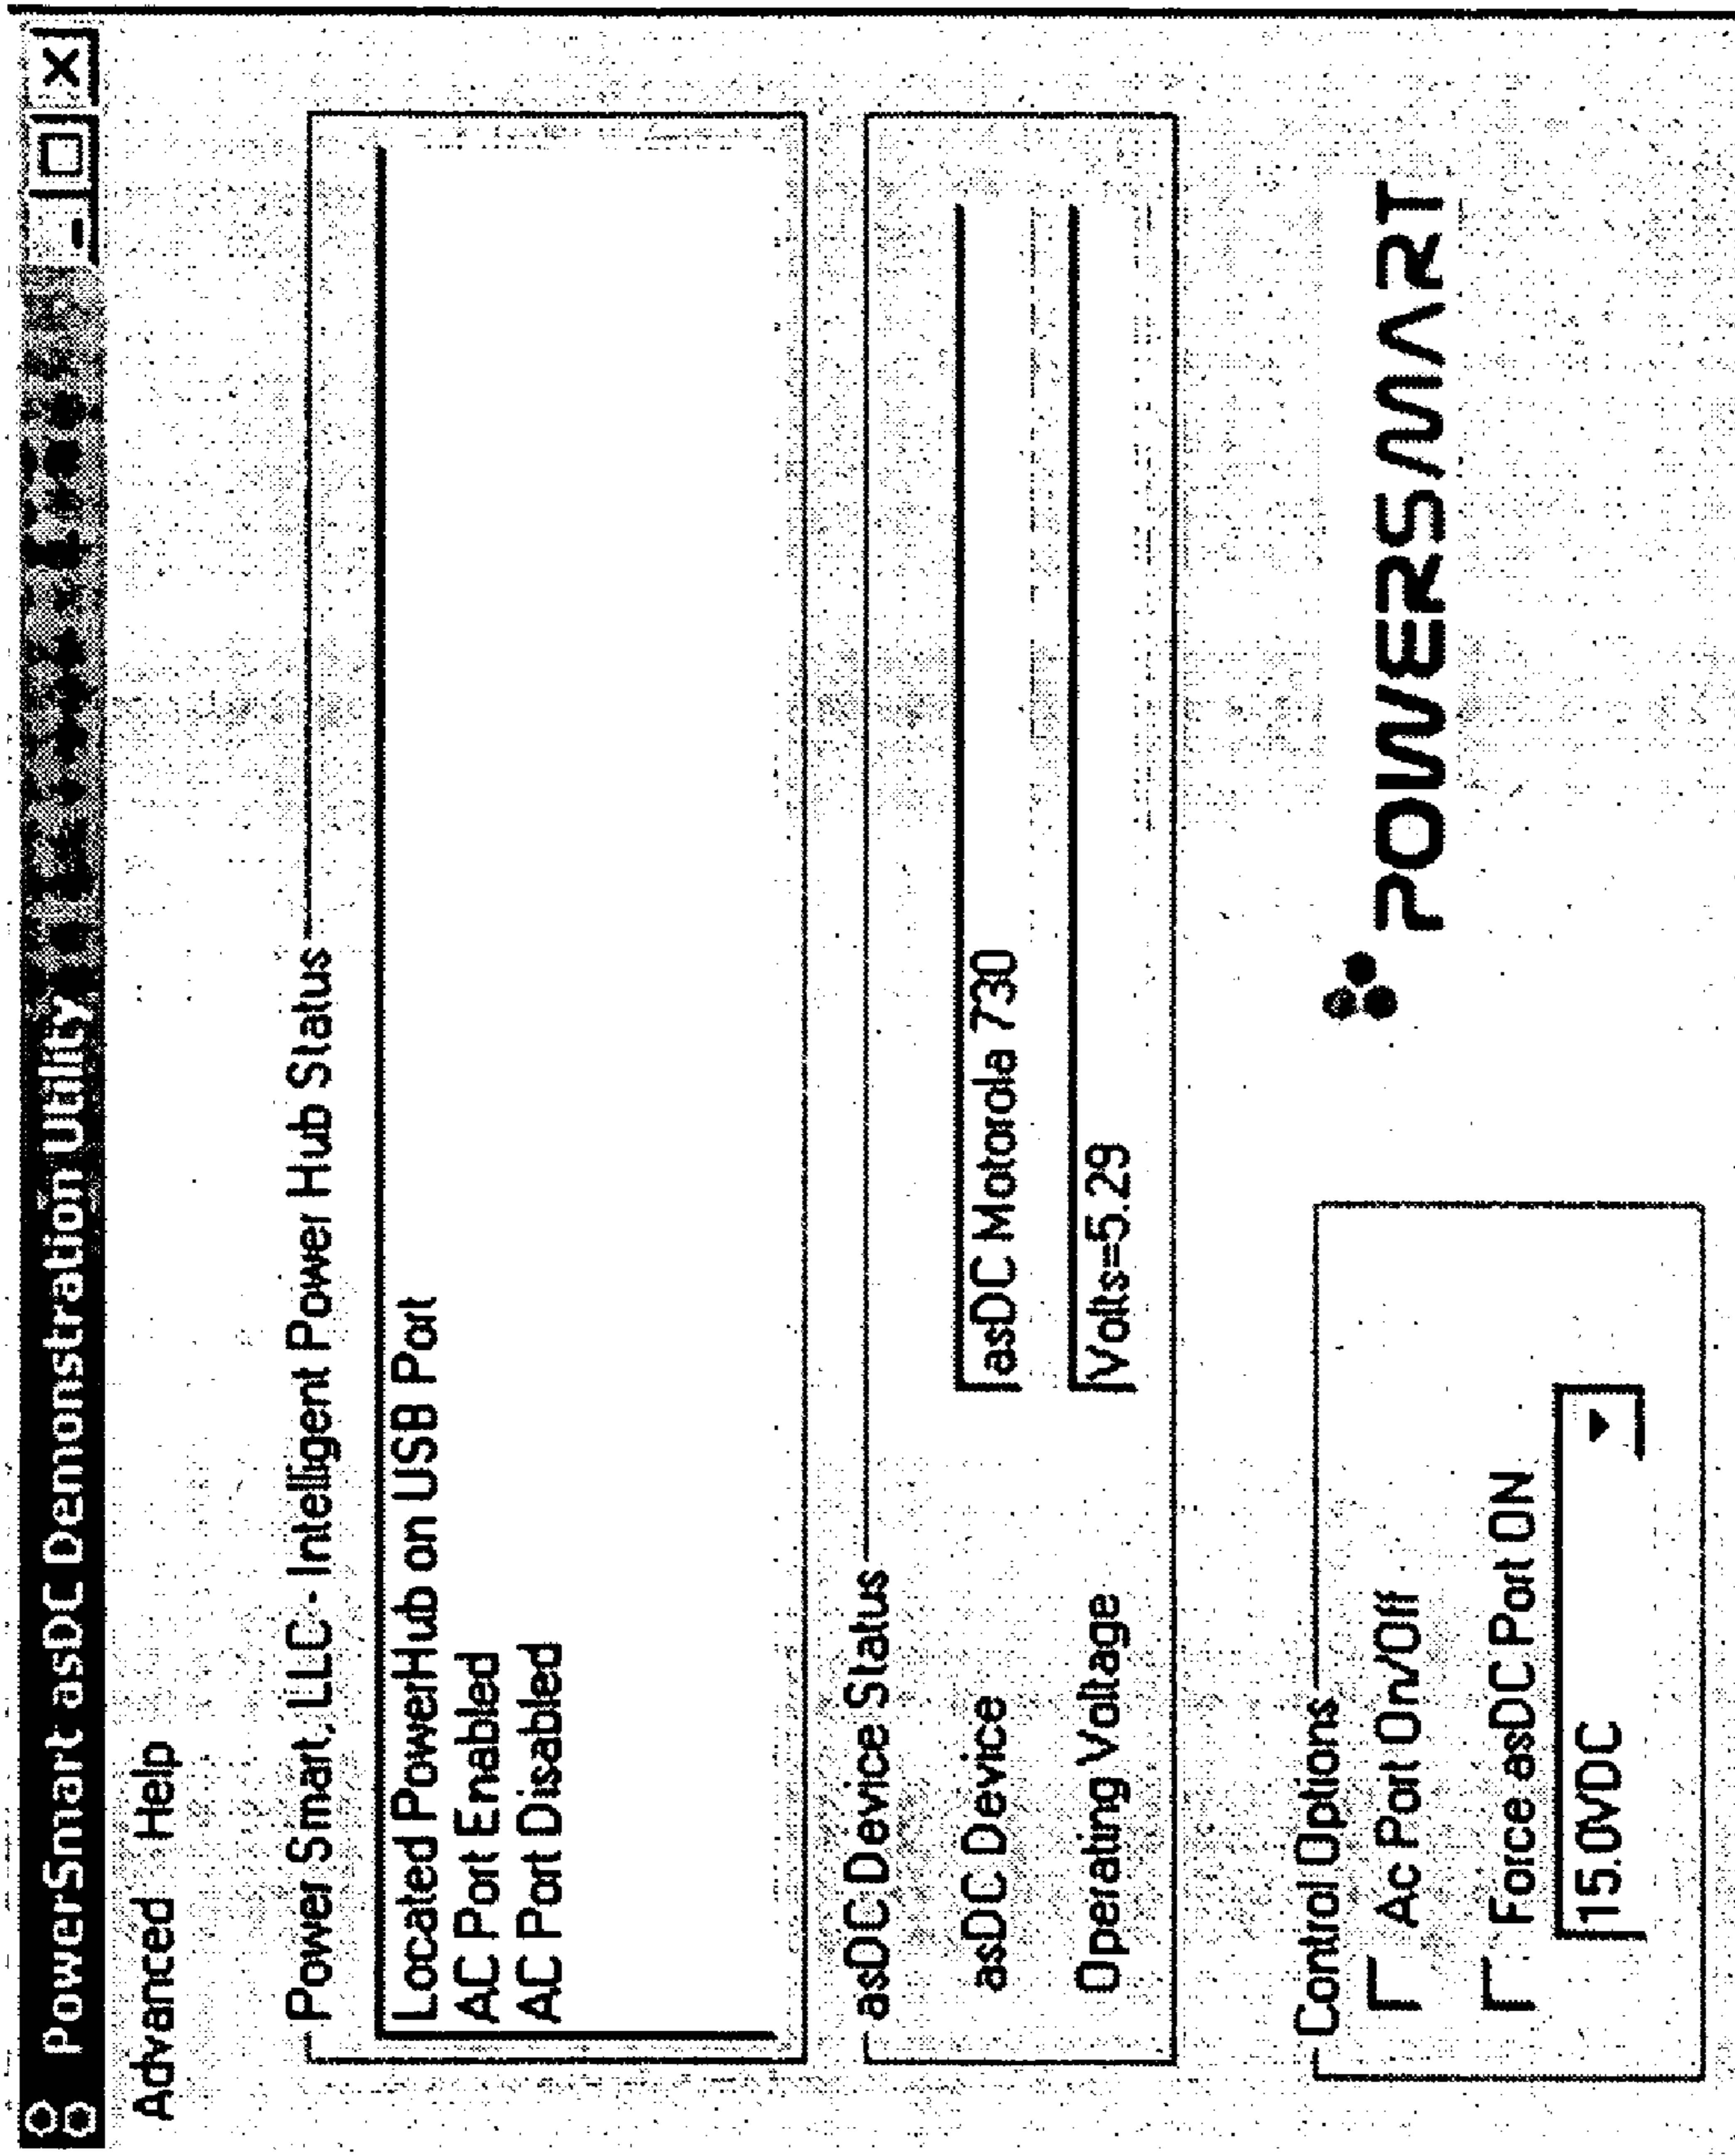 PowerSmart asDC Demonstration Utility
Advanced Help
Power Smart, LLC - Intelligent Power Hub Status
Located PowerHub on USB Port
AC Port Enabled
AC Port Disabled
asDC Device Status
asDC Device
asDC Motorola 730
Operating Voltage
Volts=5.29
Control Options
Ac Port On/Off
Force asDC Port ON
15.0VDC
POWERSMART